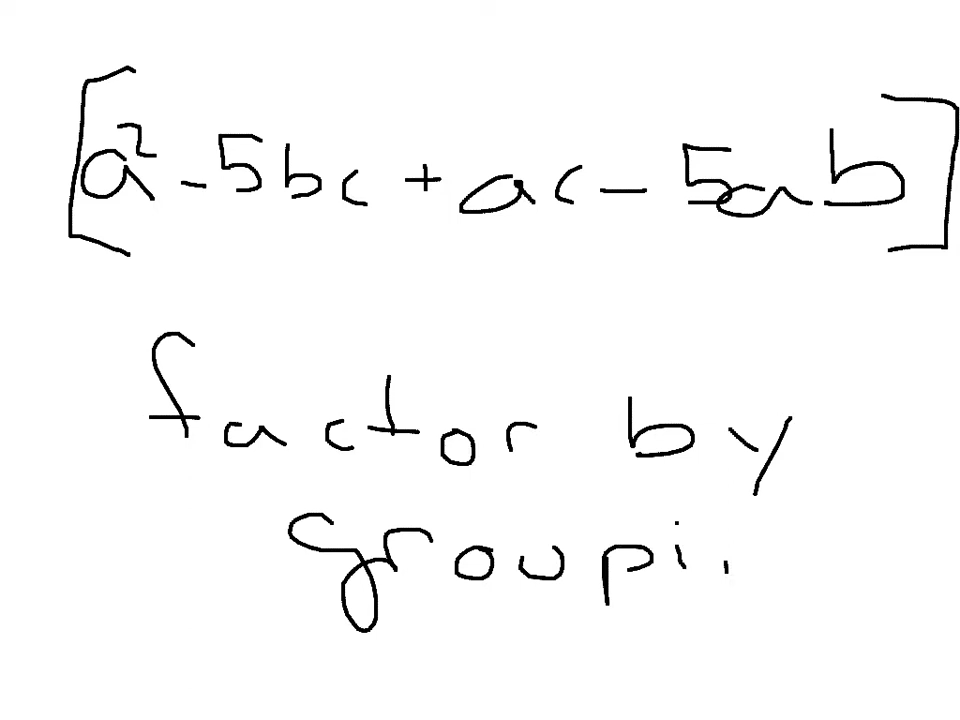 [a² - 5bc + ac - 5ab]
factor by
groupi.